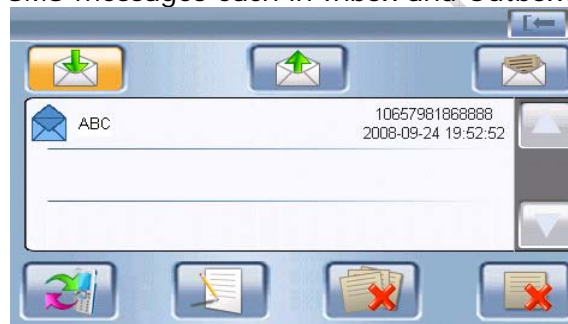 SMS messages each in Inbox and Outbox.
ABC
10657981868888
2008-09-24 19:52:52